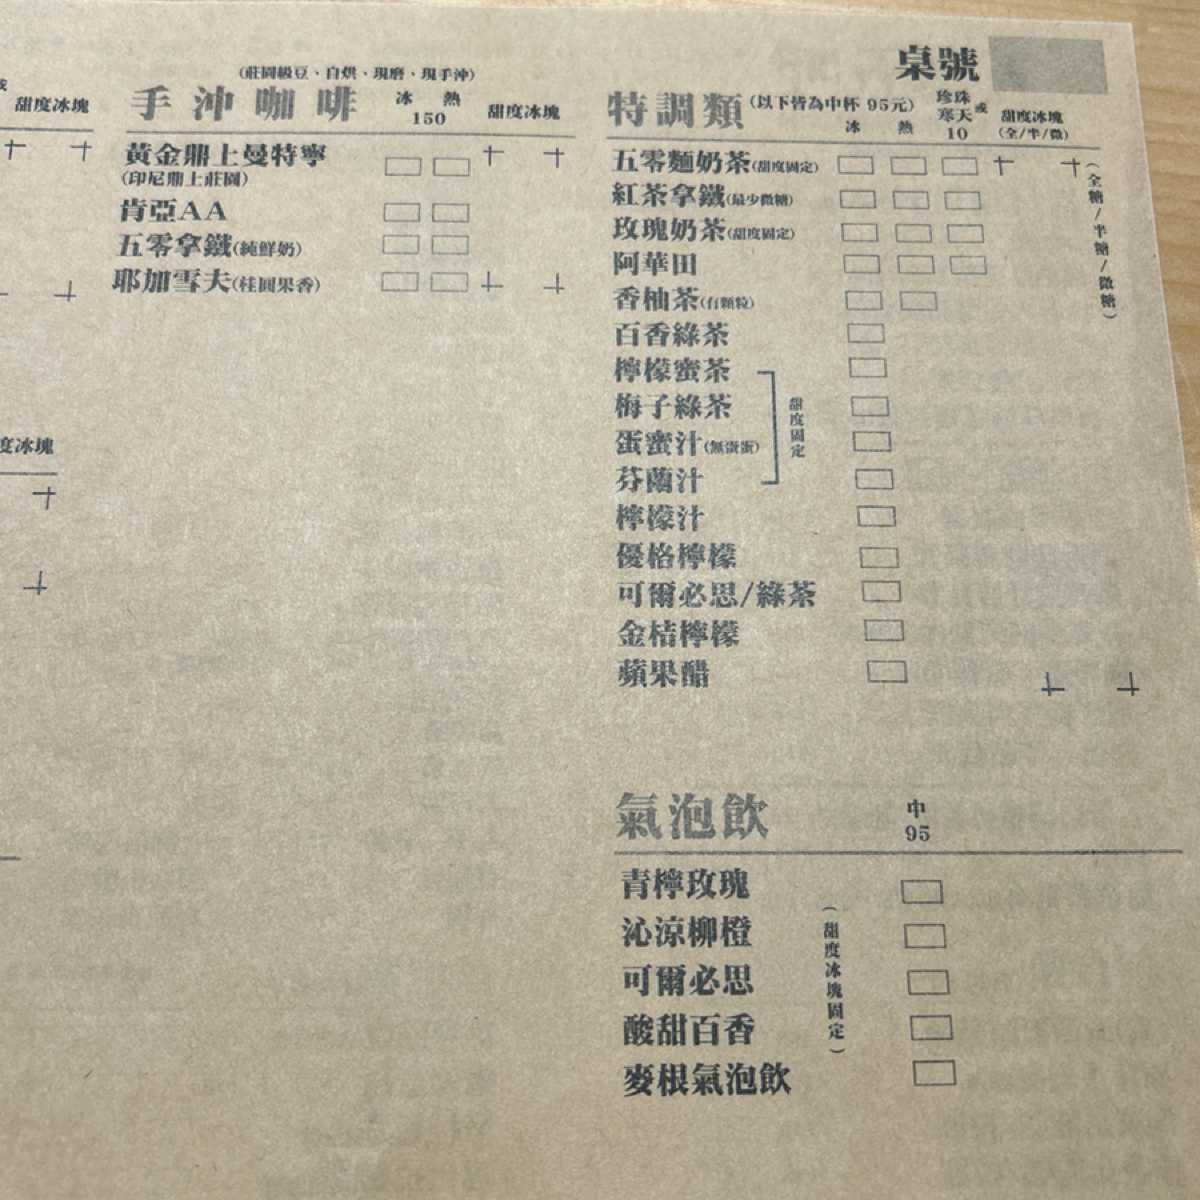 桌號
甜度冰塊
(莊園級豆、自烘、現磨、現手沖)
手沖咖啡
冰 熱
150
甜度冰塊
黃金鼎上曼特寧
(印尼鼎上莊園)
肯亞AA
五零拿鐵(純鮮奶)
耶加雪夫(桂圓果香)
度冰塊
特調類(以下皆為中杯 95元)
冰 熱
珍珠或
寒天
10
甜度冰塊
(全/半/微)
五零麵奶茶(甜度固定)
紅茶拿鐵(最少微糖)
玫瑰奶茶(甜度固定)
阿華田
香柚茶(有顆粒)
百香綠茶
檸檬蜜茶
梅子綠茶
蛋蜜汁(無蛋蛋)
芬蘭汁
檸檬汁
優格檸檬
可爾必思/綠茶
金桔檸檬
蘋果醋
甜度固定
(全糖/半糖/微糖)
氣泡飲
中
95
青檸玫瑰
沁涼柳橙
可爾必思
酸甜百香
麥根氣泡飲
(甜度冰塊固定)